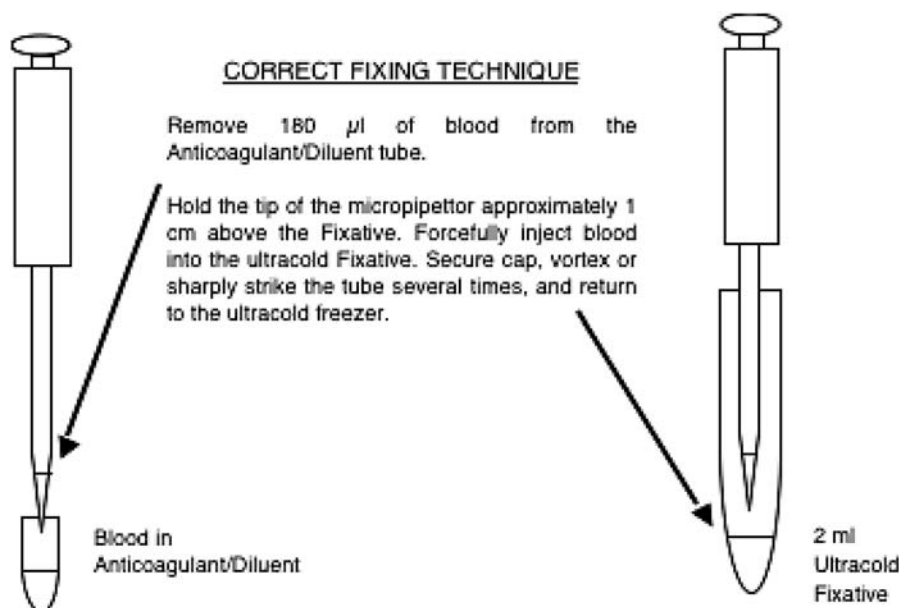 CORRECT FIXING TECHNIQUE
Remove 180 µl of blood from the
Anticoagulant/Diluent tube.
Hold the tip of the micropipettor approximately 1
cm above the Fixative. Forcefully inject blood
into the ultracold Fixative. Secure cap, vortex or
sharply strike the tube several times, and return
to the ultracold freezer.
Blood in
Anticoagulant/Diluent
2 ml
Ultracold
Fixative